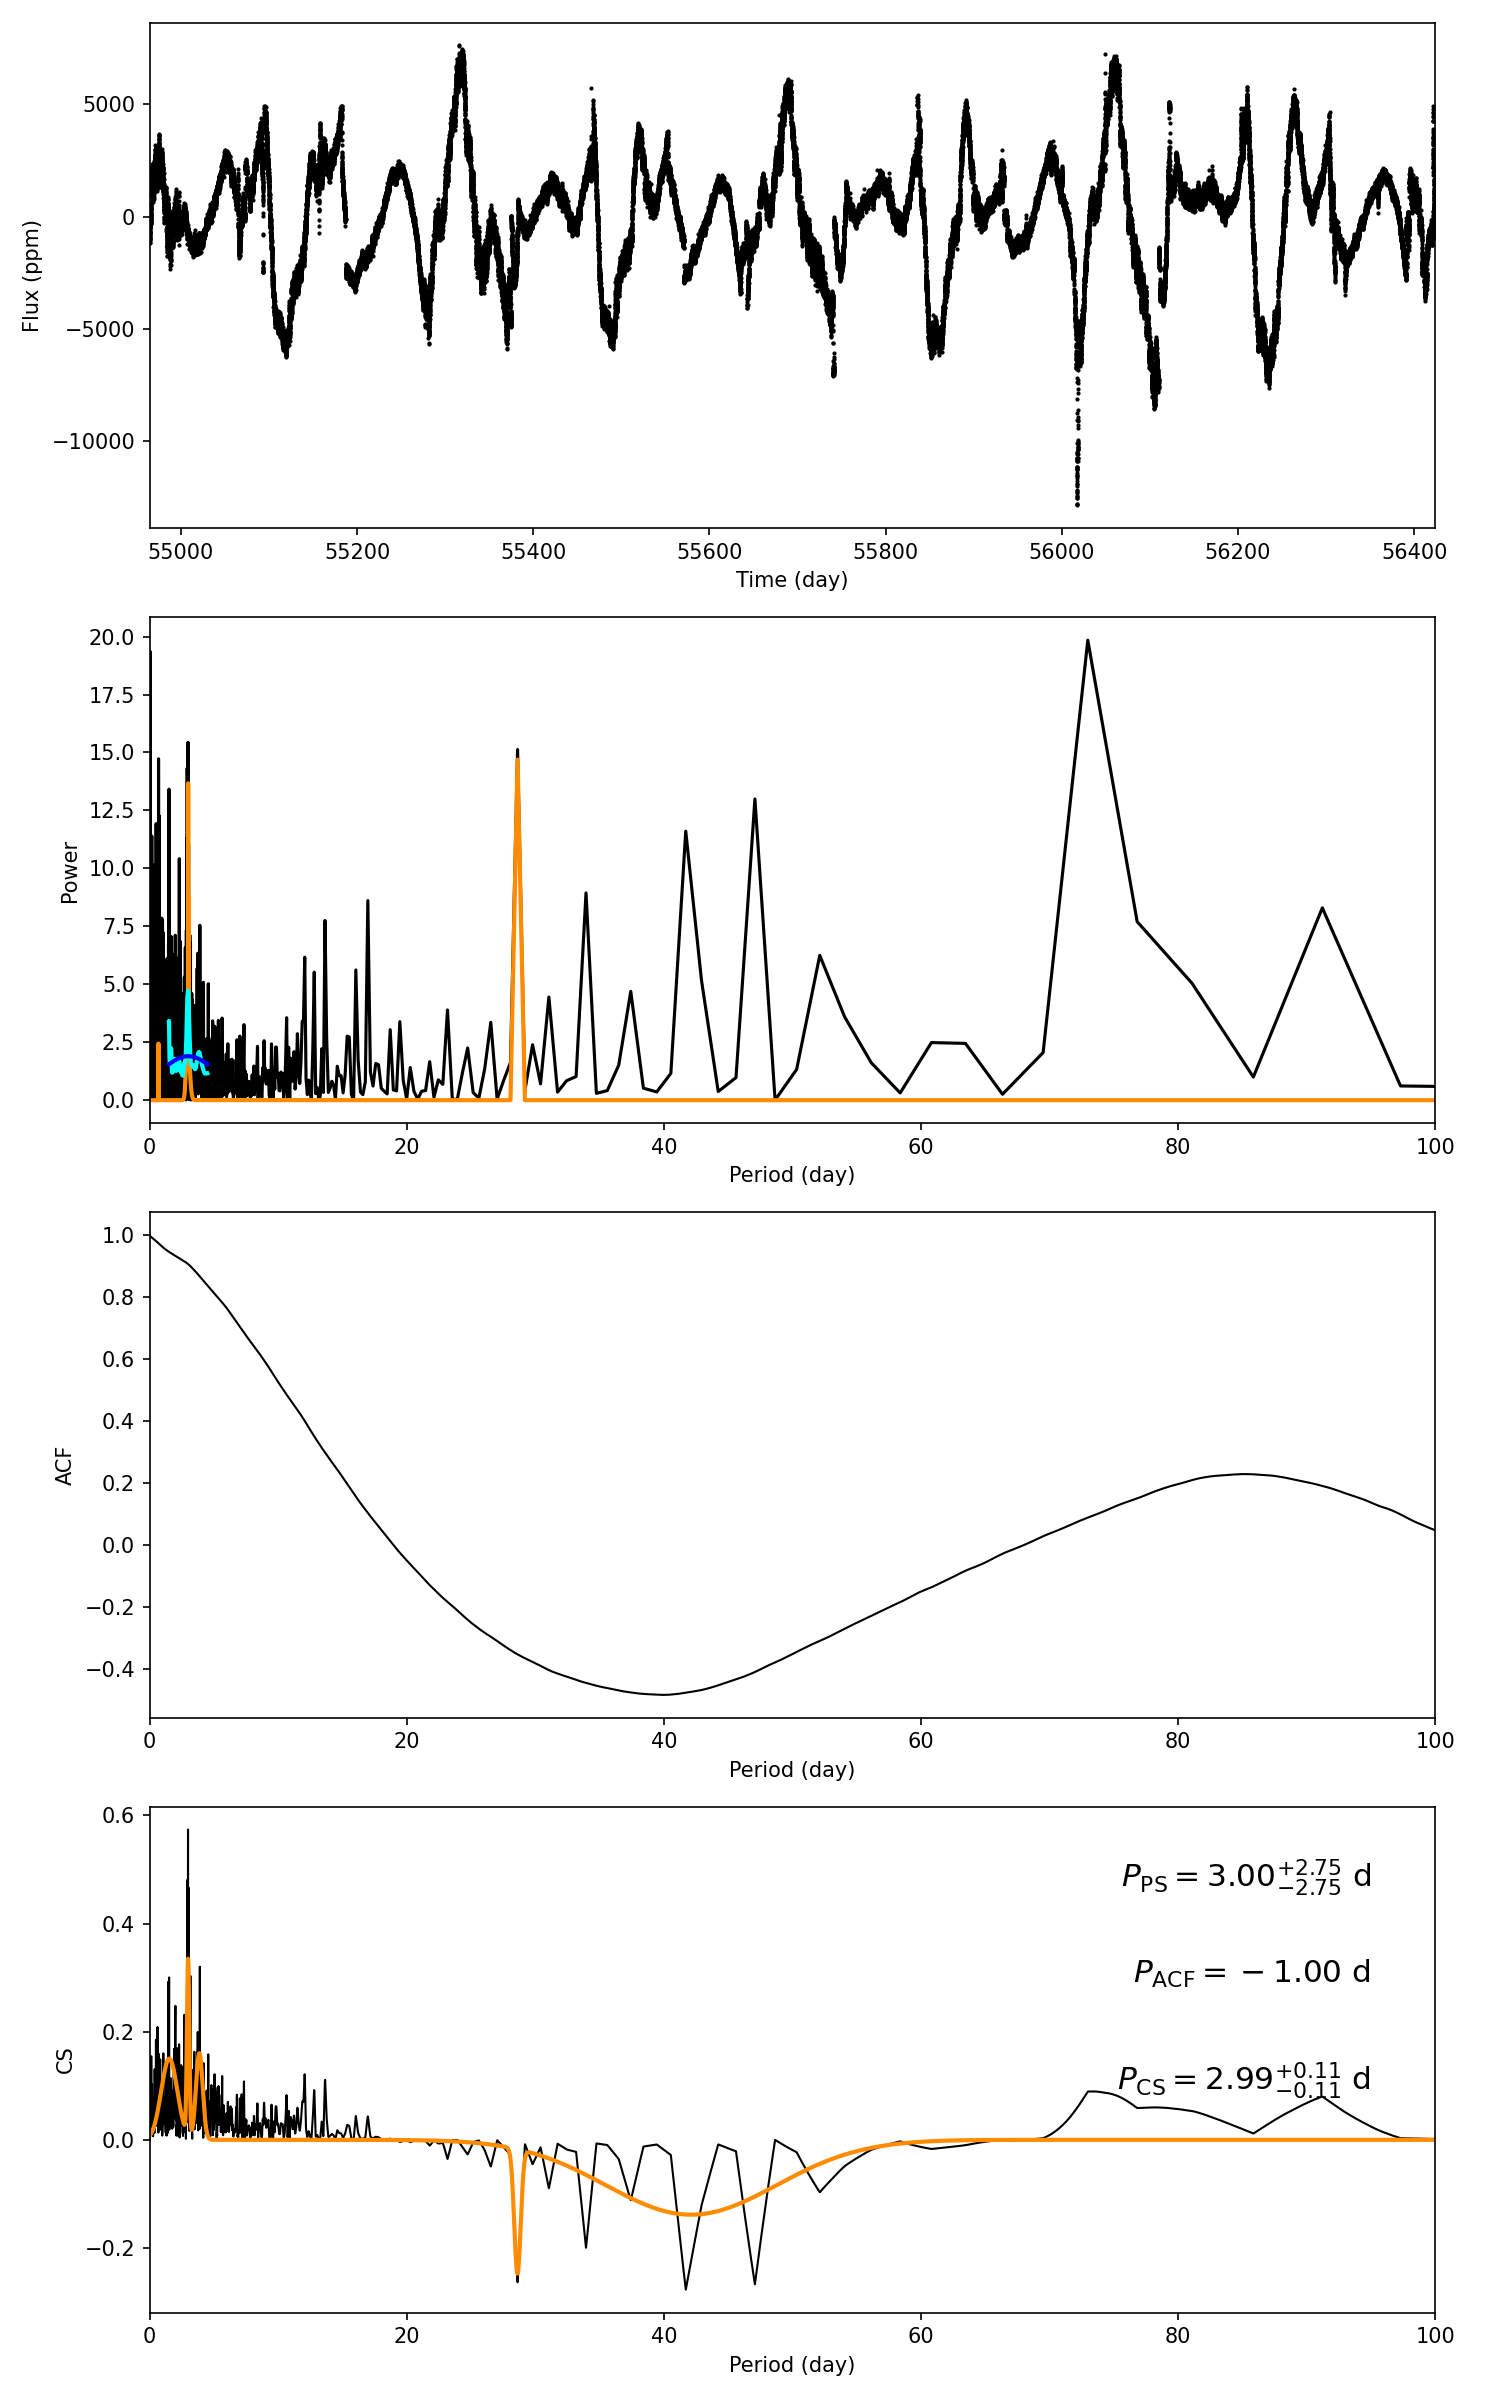 5000
0
−5000
−10000
Flux (ppm)
55000 55200 55400 55600 55800 56000 56200 56400
Time (day)
20.0
17.5
15.0
12.5
10.0
7.5
5.0
2.5
0.0
Power
0 20 40 60 80 100
Period (day)
1.0
0.8
0.6
0.4
0.2
0.0
−0.2
−0.4
ACF
0 20 40 60 80 100
Period (day)
0.6
0.4
0.2
0.0
−0.2
CS
P_PS = 3.00 +2.75 −2.75 d
P_ACF = −1.00 d
P_CS = 2.99 +0.11 −0.11 d
0 20 40 60 80 100
Period (day)